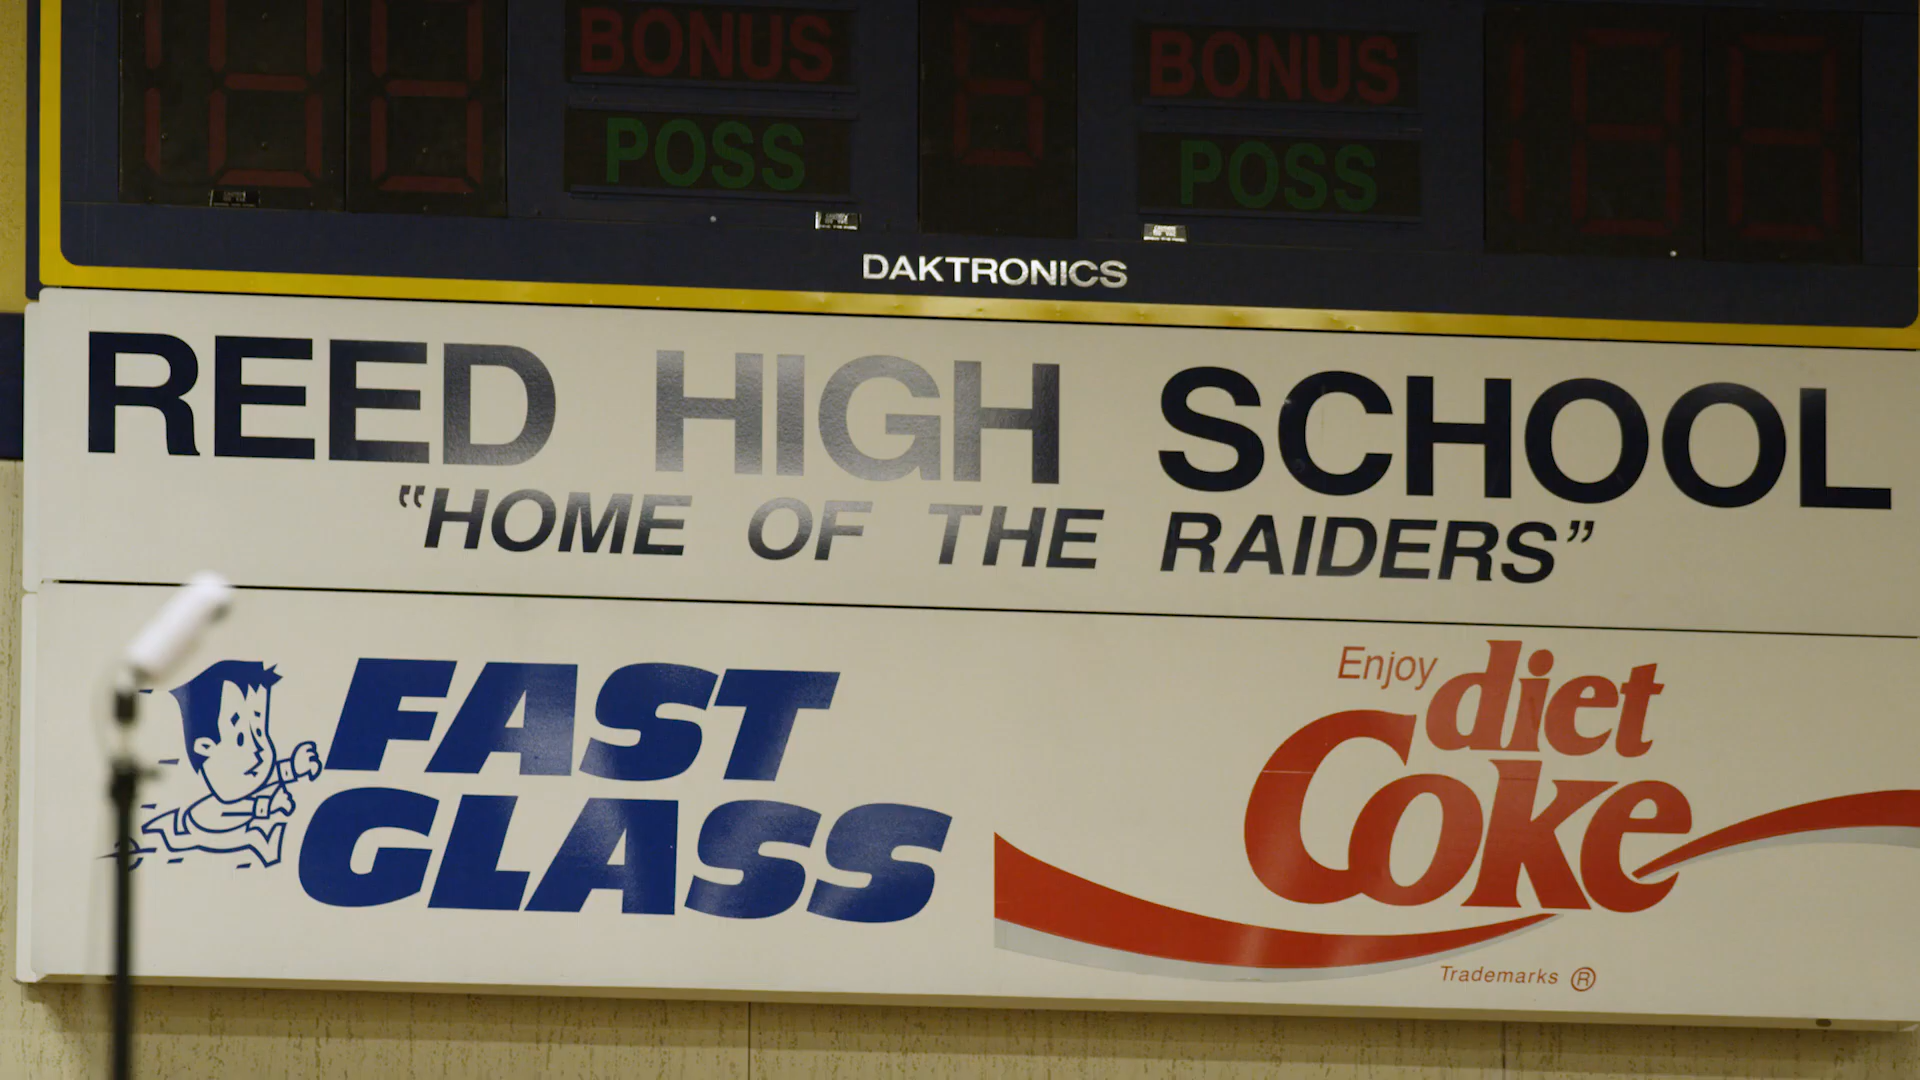 BONUS BONUS
POSS POSS
DAKTRONICS
REED HIGH SCHOOL
“HOME OF THE RAIDERS”
FAST
GLASS
Enjoy
diet
Coke
Trademarks ®